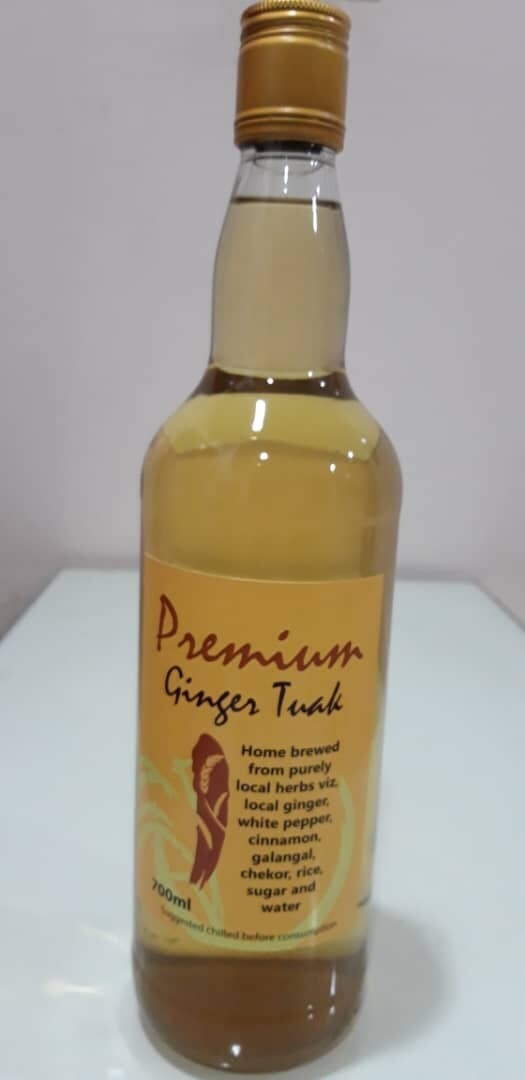 Premium
Ginger Tuak
Home brewed
from purely
local herbs viz,
local ginger,
white pepper,
cinnamon,
galangal,
chekor, rice,
sugar and
water
700ml
Suggested chilled before consumption